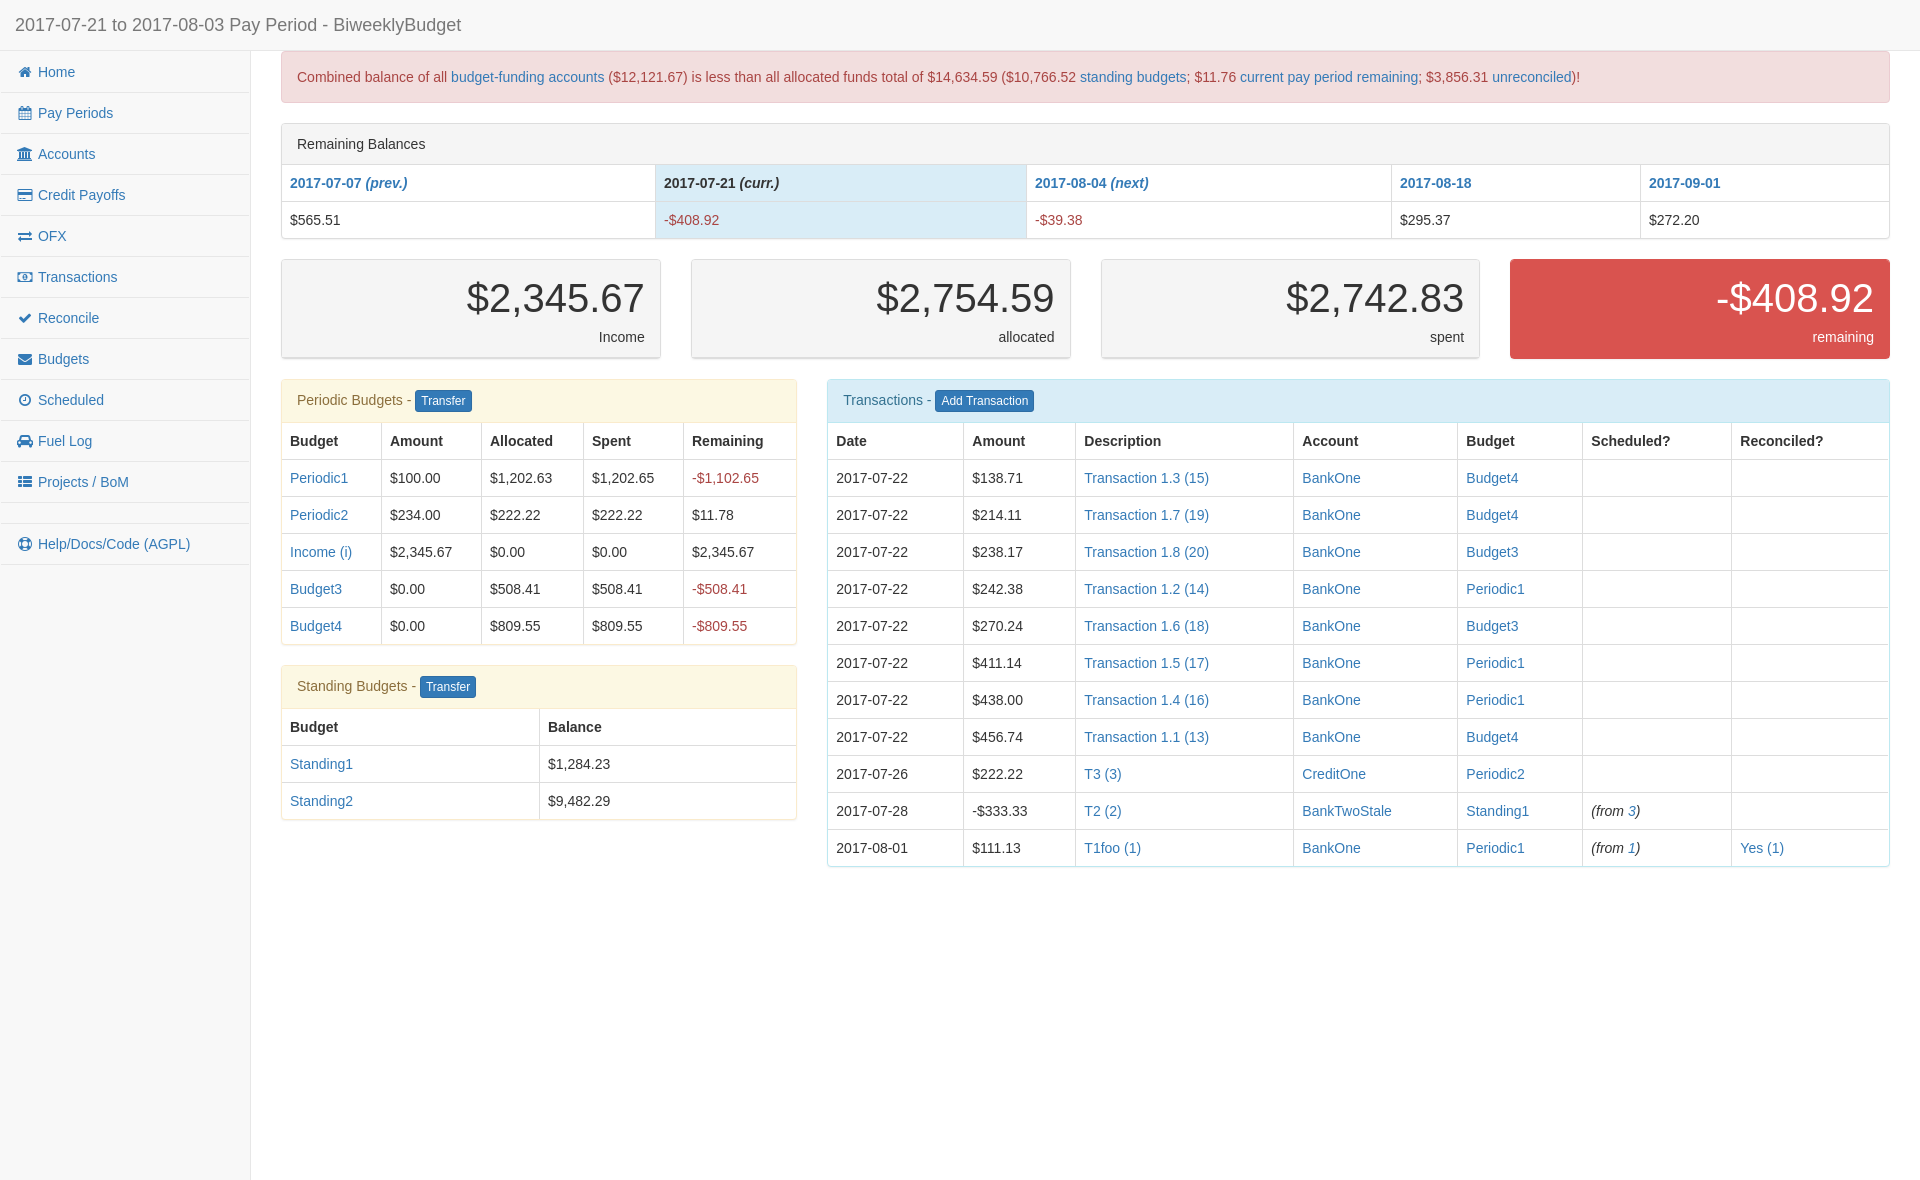 2017-07-21 to 2017-08-03 Pay Period - BiweeklyBudget
Home
Pay Periods
Accounts
Credit Payoffs
OFX
Transactions
Reconcile
Budgets
Scheduled
Fuel Log
Projects / BoM
Help/Docs/Code (AGPL)
Combined balance of all budget-funding accounts ($12,121.67) is less than all allocated funds total of $14,634.59 ($10,766.52 standing budgets; $11.76 current pay period remaining; $3,856.31 unreconciled)!
Remaining Balances
2017-07-07 (prev.) 2017-07-21 (curr.) 2017-08-04 (next) 2017-08-18 2017-09-01
$565.51 -$408.92 -$39.38 $295.37 $272.20
$2,345.67
Income
$2,754.59
allocated
$2,742.83
spent
-$408.92
remaining
Periodic Budgets - Transfer
Budget Amount Allocated Spent Remaining
Periodic1 $100.00 $1,202.63 $1,202.65 -$1,102.65
Periodic2 $234.00 $222.22 $222.22 $11.78
Income (i) $2,345.67 $0.00 $0.00 $2,345.67
Budget3 $0.00 $508.41 $508.41 -$508.41
Budget4 $0.00 $809.55 $809.55 -$809.55
Standing Budgets - Transfer
Budget Balance
Standing1 $1,284.23
Standing2 $9,482.29
Transactions - Add Transaction
Date Amount Description Account Budget Scheduled? Reconciled?
2017-07-22 $138.71 Transaction 1.3 (15) BankOne Budget4
2017-07-22 $214.11 Transaction 1.7 (19) BankOne Budget4
2017-07-22 $238.17 Transaction 1.8 (20) BankOne Budget3
2017-07-22 $242.38 Transaction 1.2 (14) BankOne Periodic1
2017-07-22 $270.24 Transaction 1.6 (18) BankOne Budget3
2017-07-22 $411.14 Transaction 1.5 (17) BankOne Periodic1
2017-07-22 $438.00 Transaction 1.4 (16) BankOne Periodic1
2017-07-22 $456.74 Transaction 1.1 (13) BankOne Budget4
2017-07-26 $222.22 T3 (3) CreditOne Periodic2
2017-07-28 -$333.33 T2 (2) BankTwoStale Standing1 (from 3)
2017-08-01 $111.13 T1foo (1) BankOne Periodic1 (from 1) Yes (1)